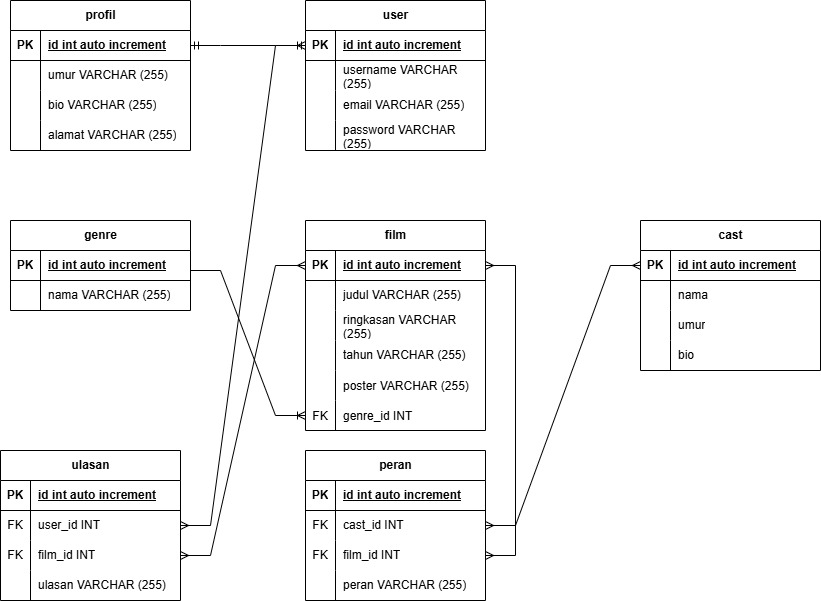 profil
PK id int auto increment
umur VARCHAR (255)
bio VARCHAR (255)
alamat VARCHAR (255)
user
PK id int auto increment
username VARCHAR
(255)
email VARCHAR (255)
password VARCHAR
(255)
genre
PK id int auto increment
nama VARCHAR (255)
film
PK id int auto increment
judul VARCHAR (255)
ringkasan VARCHAR
(255)
tahun VARCHAR (255)
poster VARCHAR (255)
FK genre_id INT
cast
PK id int auto increment
nama
umur
bio
ulasan
PK id int auto increment
FK user_id INT
FK film_id INT
ulasan VARCHAR (255)
peran
PK id int auto increment
FK cast_id INT
FK film_id INT
peran VARCHAR (255)